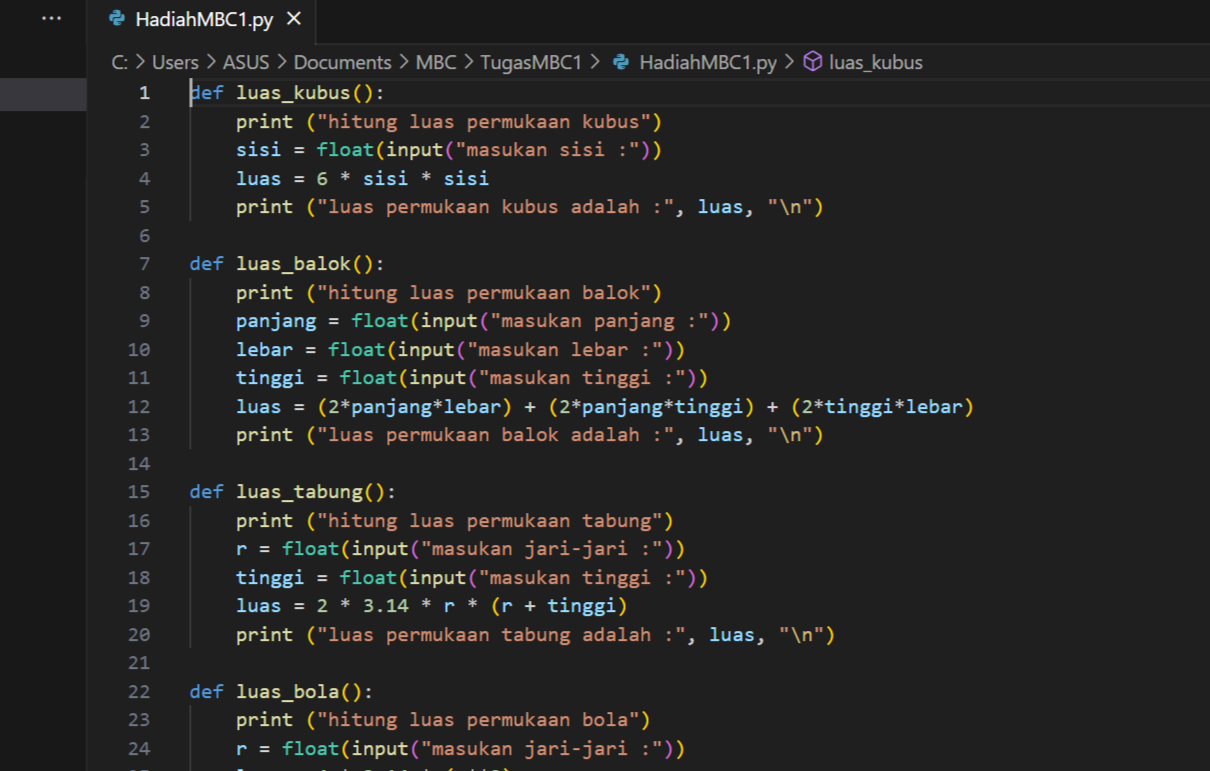 ··· HadiahMBC1.py ×
C: > Users > ASUS > Documents > MBC > TugasMBC1 > HadiahMBC1.py > luas_kubus
1 def luas_kubus():
2     print ("hitung luas permukaan kubus")
3     sisi = float(input("masukan sisi :"))
4     luas = 6 * sisi * sisi
5     print ("luas permukaan kubus adalah :", luas, "\n")
6
7 def luas_balok():
8     print ("hitung luas permukaan balok")
9     panjang = float(input("masukan panjang :"))
10     lebar = float(input("masukan lebar :"))
11     tinggi = float(input("masukan tinggi :"))
12     luas = (2*panjang*lebar) + (2*panjang*tinggi) + (2*tinggi*lebar)
13     print ("luas permukaan balok adalah :", luas, "\n")
14
15 def luas_tabung():
16     print ("hitung luas permukaan tabung")
17     r = float(input("masukan jari-jari :"))
18     tinggi = float(input("masukan tinggi :"))
19     luas = 2 * 3.14 * r * (r + tinggi)
20     print ("luas permukaan tabung adalah :", luas, "\n")
21
22 def luas_bola():
23     print ("hitung luas permukaan bola")
24     r = float(input("masukan jari-jari :"))